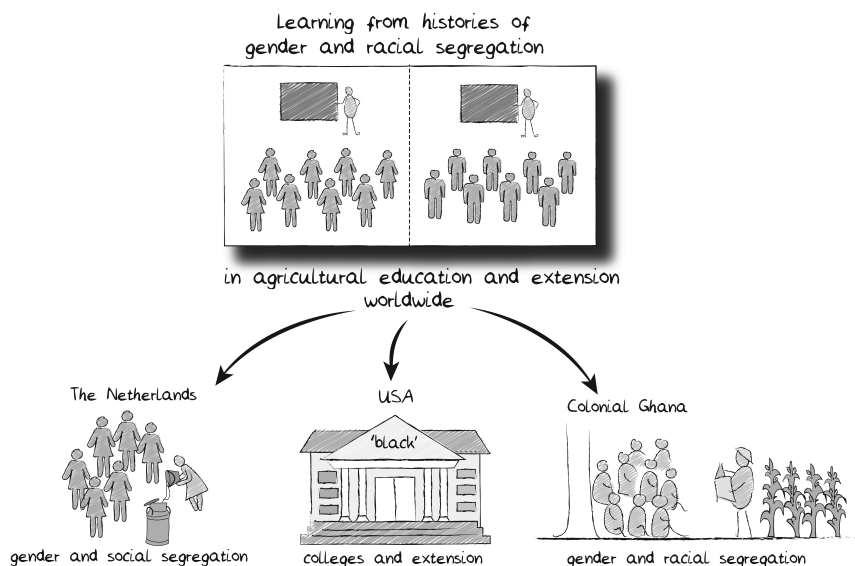 Learning from histories of
gender and racial segregation
in agricultural education and extension
worldwide
The Netherlands
gender and social segregation
USA
'black'
colleges and extension
Colonial Ghana
gender and racial segregation